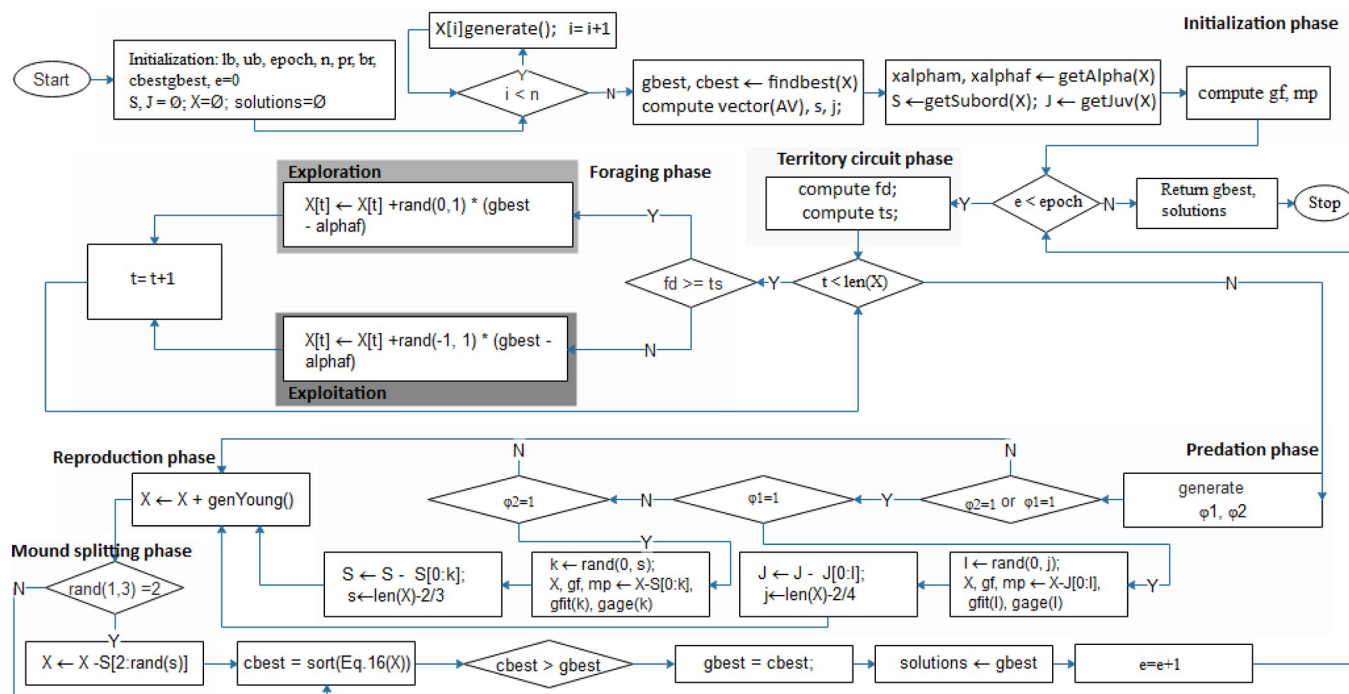 Initialization phase
Start
Initialization: lb, ub, epoch, n, pr, br,
cbestgbest, e=0
S, J = Ø; X=Ø; solutions=Ø
X[i]generate(); i= i+1
Y
i < n
N
gbest, cbest ← findbest(X)
compute vector(AV), s, j;
xalpham, xalphaf ← getAlpha(X)
S ←getSubord(X); J ← getJuv(X)
compute gf, mp
Exploration
Foraging phase
Territory circuit phase
X[t] ← X[t] +rand(0,1) * (gbest
- alphaf)
Y
compute fd;
compute ts;
Y
e < epoch
N
Return gbest,
solutions
Stop
t= t+1
fd >= ts
Y
t < len(X)
N
X[t] ← X[t] +rand(-1, 1) * (gbest -
alphaf)
N
Exploitation
Reproduction phase
N
N
Predation phase
X ← X + genYoung()
φ2=1
N
φ1=1
Y
φ2=1 or φ1=1
generate
φ1, φ2
Mound splitting phase
Y
N
rand(1,3) =2
S ← S - S[0:k];
s←len(X)-2/3
k ← rand(0, s);
X, gf, mp ← X-S[0:k],
gfit(k), gage(k)
J ← J - J[0:l];
j←len(X)-2/4
l ← rand(0, j);
X, gf, mp ← X-J[0:l],
gfit(l), gage(l)
Y
Y
X ← X -S[2:rand(s)]
cbest = sort(Eq.16(X))
cbest > gbest
gbest = cbest;
solutions ← gbest
e=e+1